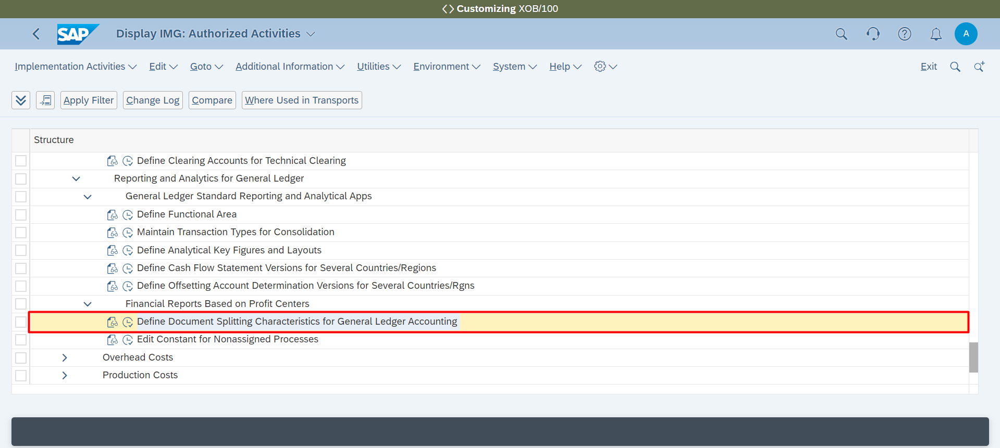 Customizing XOB/100
SAP Display IMG: Authorized Activities A
Implementation Activities Edit Goto Additional Information Utilities Environment System Help Exit
Apply Filter Change Log Compare Where Used in Transports
Structure
Define Clearing Accounts for Technical Clearing
Reporting and Analytics for General Ledger
General Ledger Standard Reporting and Analytical Apps
Define Functional Area
Maintain Transaction Types for Consolidation
Define Analytical Key Figures and Layouts
Define Cash Flow Statement Versions for Several Countries/Regions
Define Offsetting Account Determination Versions for Several Countries/Rgns
Financial Reports Based on Profit Centers
Define Document Splitting Characteristics for General Ledger Accounting
Edit Constant for Nonassigned Processes
Overhead Costs
Production Costs